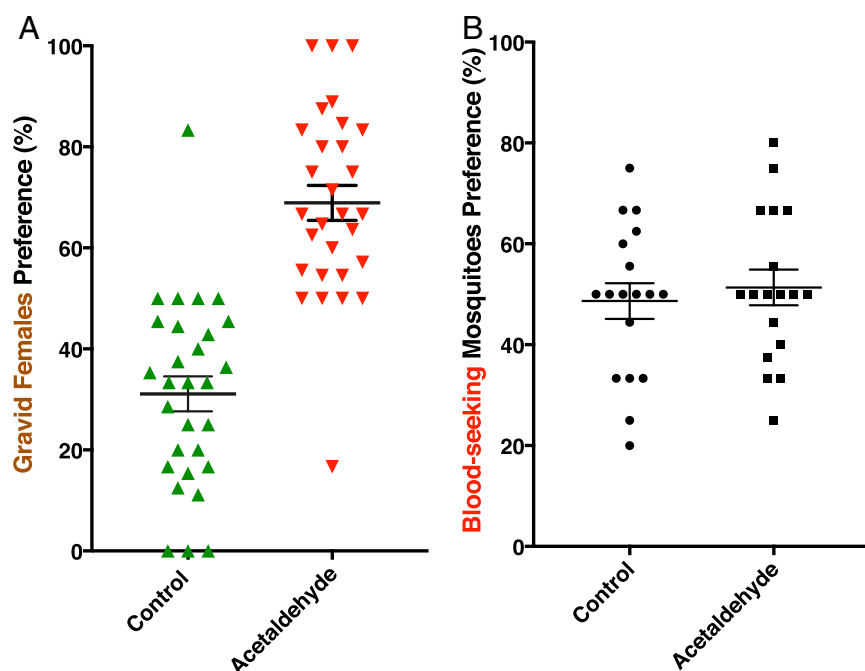 A
Gravid Females Preference (%)
100
80
60
40
20
0
Control
Acetaldehyde
B
Blood-seeking Mosquitoes Preference (%)
100
80
60
40
20
0
Control
Acetaldehyde